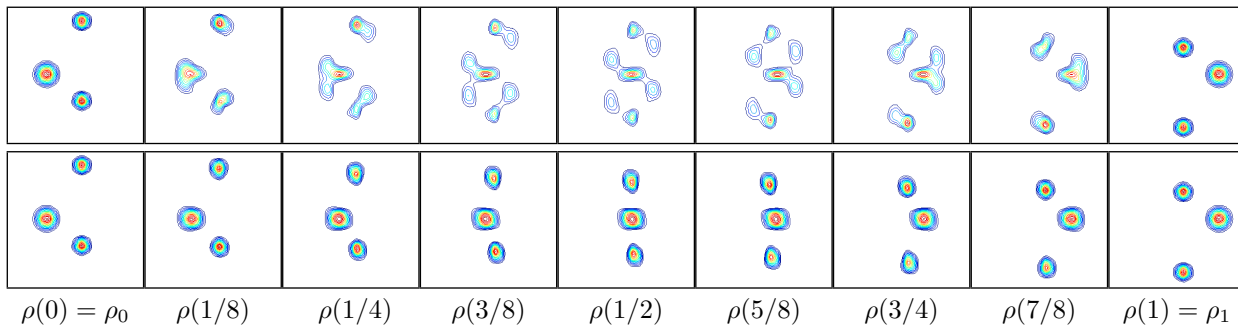 ρ(0) = ρ₀ ρ(1/8) ρ(1/4) ρ(3/8) ρ(1/2) ρ(5/8) ρ(3/4) ρ(7/8) ρ(1) = ρ₁